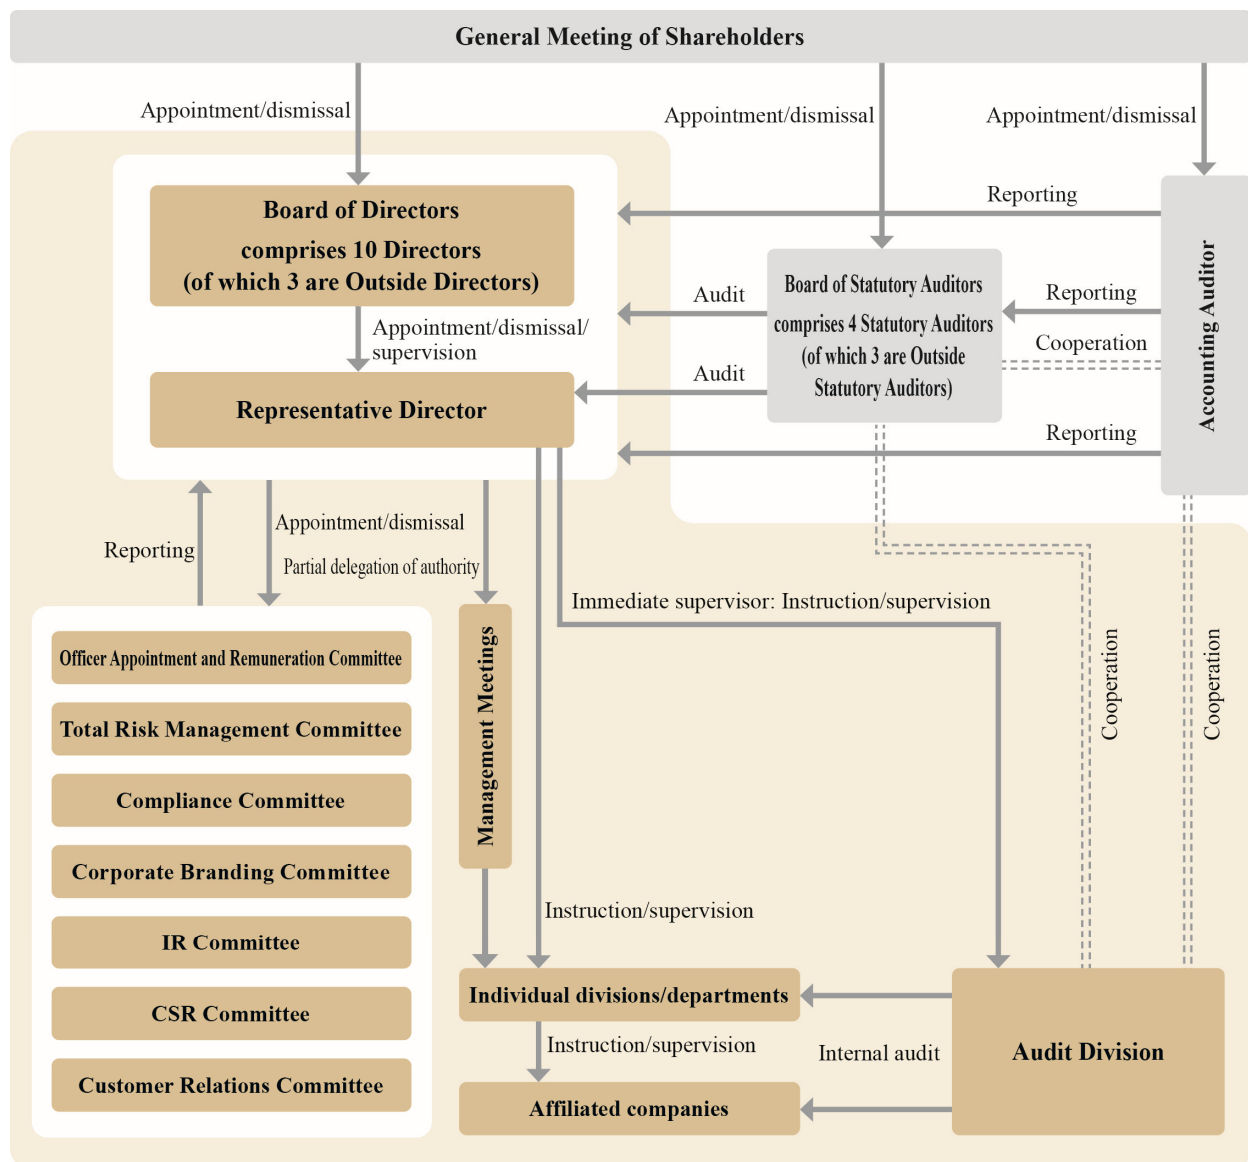 General Meeting of Shareholders
Appointment/dismissal
Appointment/dismissal
Appointment/dismissal
Board of Directors
comprises 10 Directors
(of which 3 are Outside Directors)
Appointment/dismissal/
supervision
Representative Director
Reporting
Audit
Audit
Board of Statutory Auditors
comprises 4 Statutory Auditors
(of which 3 are Outside
Statutory Auditors)
Reporting
Cooperation
Reporting
Accounting Auditor
Reporting
Appointment/dismissal
Partial delegation of authority
Immediate supervisor: Instruction/supervision
Officer Appointment and Remuneration Committee
Total Risk Management Committee
Compliance Committee
Corporate Branding Committee
IR Committee
CSR Committee
Customer Relations Committee
Management Meetings
Cooperation
Cooperation
Instruction/supervision
Individual divisions/departments
Instruction/supervision
Affiliated companies
Internal audit
Audit Division